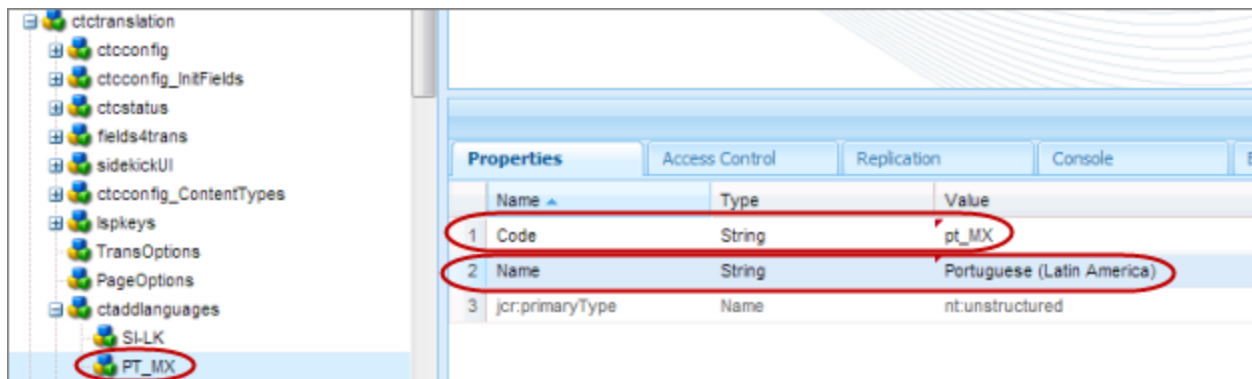 ctctranslation
ctcconfig
ctcconfig_InitFields
ctcstatus
fields4trans
sidekickUI
ctcconfig_ContentTypes
lspkeys
TransOptions
PageOptions
ctaddlanguages
SI-LK
PT_MX
Properties Access Control Replication Console
Name Type Value
1 Code String pt_MX
2 Name String Portuguese (Latin America)
3 jcr:primaryType Name nt:unstructured